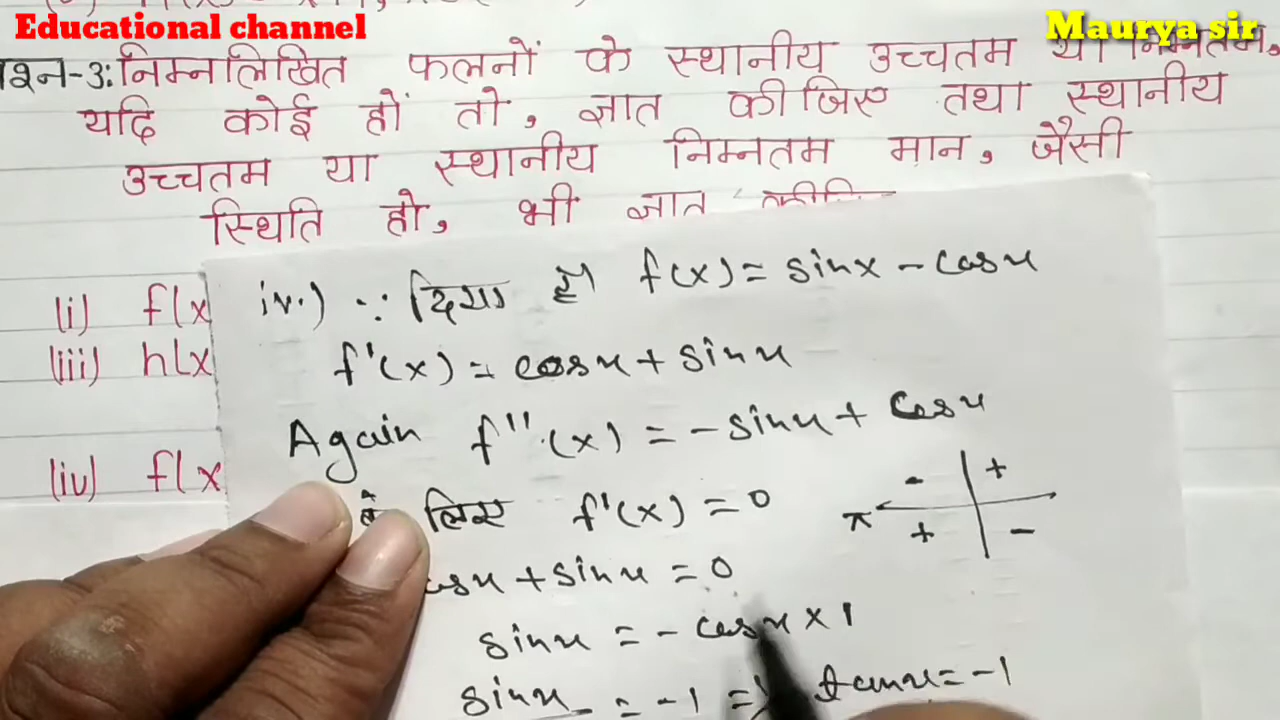 Educational channel
Maurya sir
श्न-3: निम्नलिखित फलनों के स्थानीय उच्चतम या निम्नतम,
यदि कोई हों तो, ज्ञात कीजिए तथा स्थानीय
उच्चतम या स्थानीय निम्नतम मान, जैसी
स्थिति हो, भी ज्ञात
(i) f(x
(iii) h(x
(iv) f(x
iv.) ∵ दिया है f(x) = sinx - cosx
f'(x) = cosx + sinx
Again f''(x) = -sinx + cosx
के लिए f'(x) = 0
- +
π
+ -
cosx + sinx = 0
sinx = - cosx × 1
sinx = -1 => tanx = -1